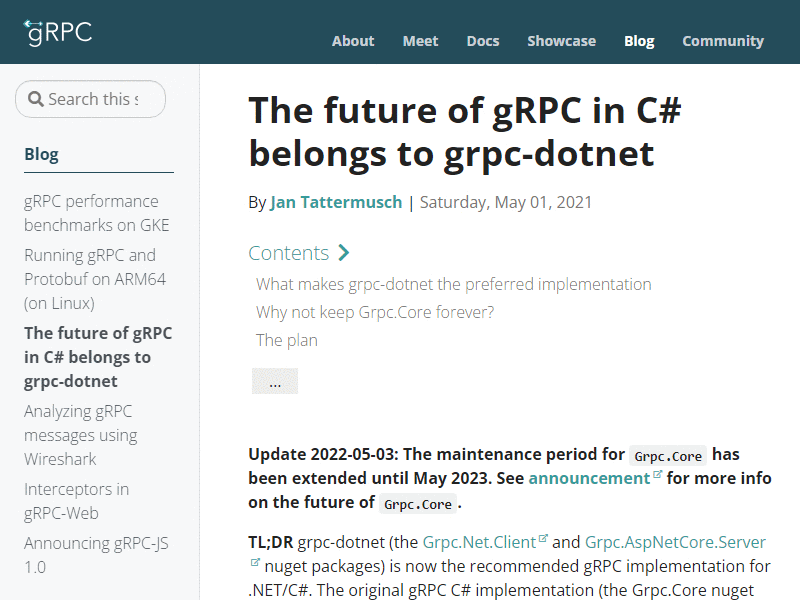 gRPC
About Meet Docs Showcase Blog Community
Search this s
Blog
gRPC performance
benchmarks on GKE
Running gRPC and
Protobuf on ARM64
(on Linux)
The future of gRPC
in C# belongs to
grpc-dotnet
Analyzing gRPC
messages using
Wireshark
Interceptors in
gRPC-Web
Announcing gRPC-JS
1.0
The future of gRPC in C#
belongs to grpc-dotnet
By Jan Tattermusch | Saturday, May 01, 2021
Contents
What makes grpc-dotnet the preferred implementation
Why not keep Grpc.Core forever?
The plan
...
Update 2022-05-03: The maintenance period for Grpc.Core has
been extended until May 2023. See announcement for more info
on the future of Grpc.Core.
TL;DR grpc-dotnet (the Grpc.Net.Client and Grpc.AspNetCore.Server
nuget packages) is now the recommended gRPC implementation for
.NET/C#. The original gRPC C# implementation (the Grpc.Core nuget